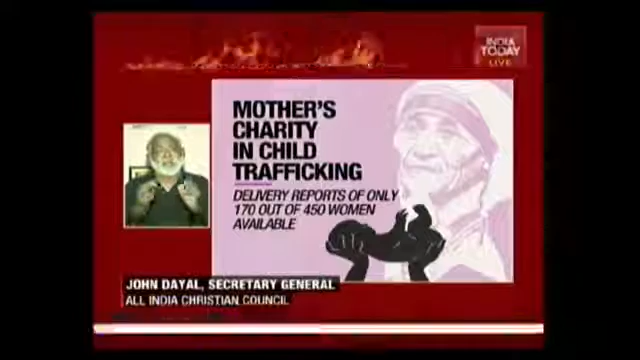 INDIA
TODAY
LIVE
MOTHER'S
CHARITY
IN CHILD
TRAFFICKING
DELIVERY REPORTS OF ONLY
170 OUT OF 450 WOMEN
AVAILABLE
JOHN DAYAL, SECRETARY GENERAL
ALL INDIA CHRISTIAN COUNCIL